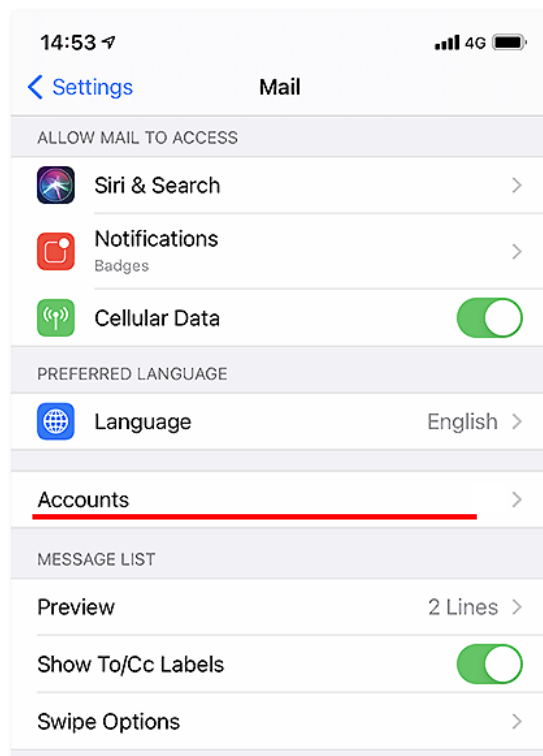 14:53
4G
Settings
Mail
ALLOW MAIL TO ACCESS
Siri & Search
Notifications
Badges
Cellular Data
PREFERRED LANGUAGE
Language English
Accounts
MESSAGE LIST
Preview 2 Lines
Show To/Cc Labels
Swipe Options